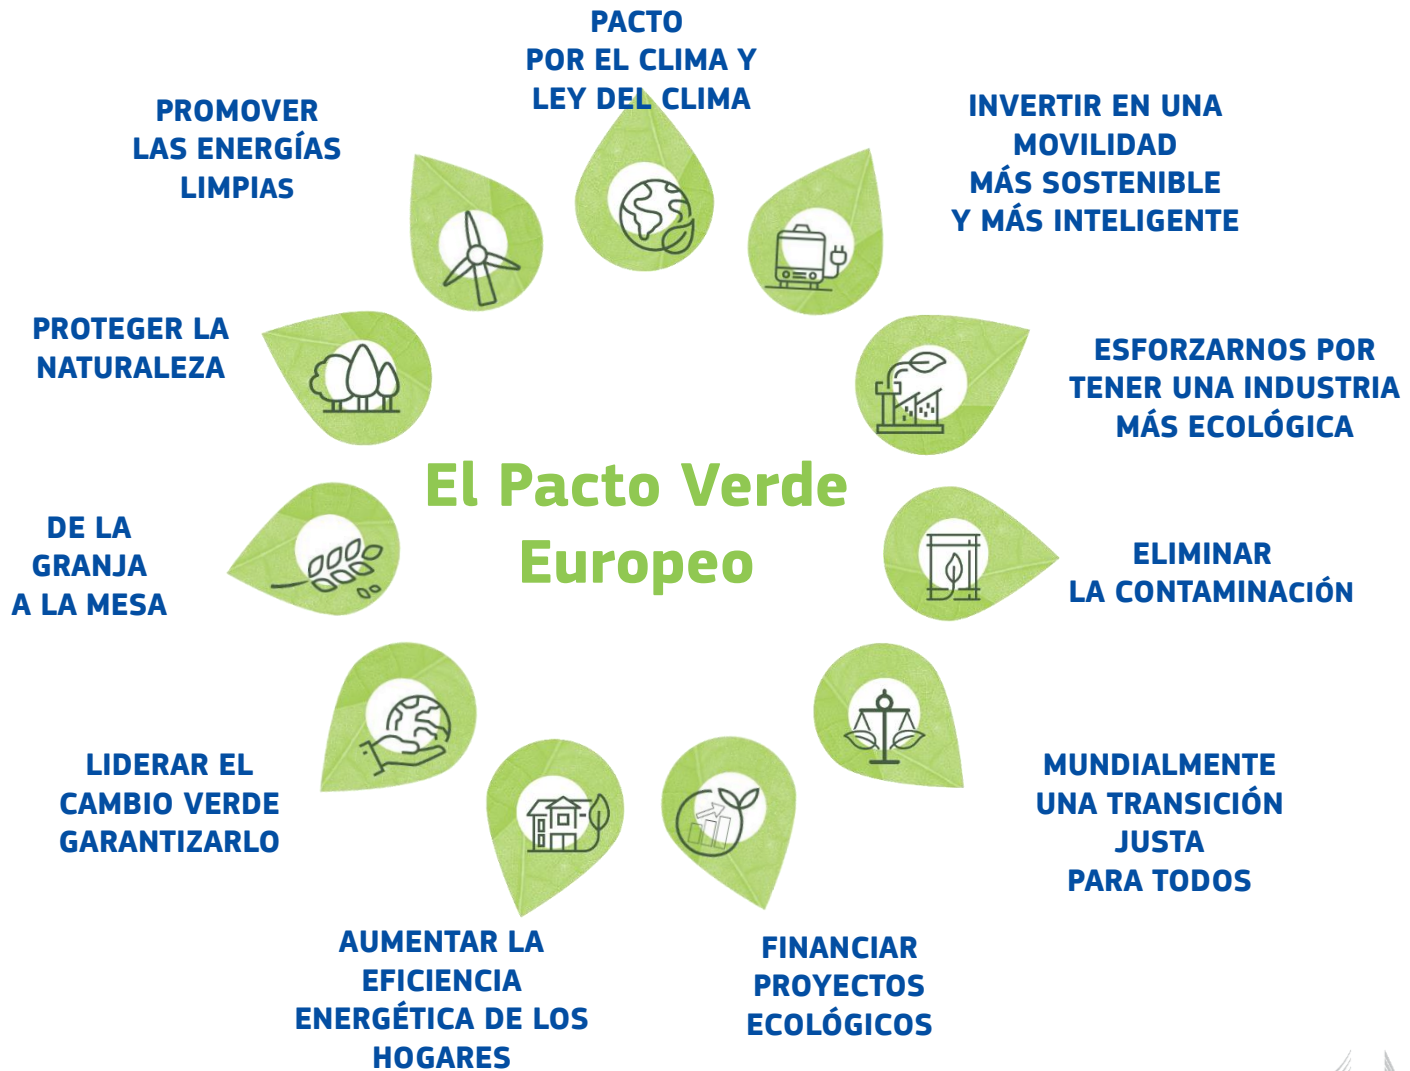 PACTO
POR EL CLIMA Y
LEY DEL CLIMA
INVERTIR EN UNA
MOVILIDAD
MÁS SOSTENIBLE
Y MÁS INTELIGENTE
ESFORZARNOS POR
TENER UNA INDUSTRIA
MÁS ECOLÓGICA
ELIMINAR
LA CONTAMINACIÓN
MUNDIALMENTE
UNA TRANSICIÓN
JUSTA
PARA TODOS
FINANCIAR
PROYECTOS
ECOLÓGICOS
AUMENTAR LA
EFICIENCIA
ENERGÉTICA DE LOS
HOGARES
LIDERAR EL
CAMBIO VERDE
GARANTIZARLO
DE LA
GRANJA
A LA MESA
PROTEGER LA
NATURALEZA
PROMOVER
LAS ENERGÍAS
LIMPIAS
El Pacto Verde
Europeo